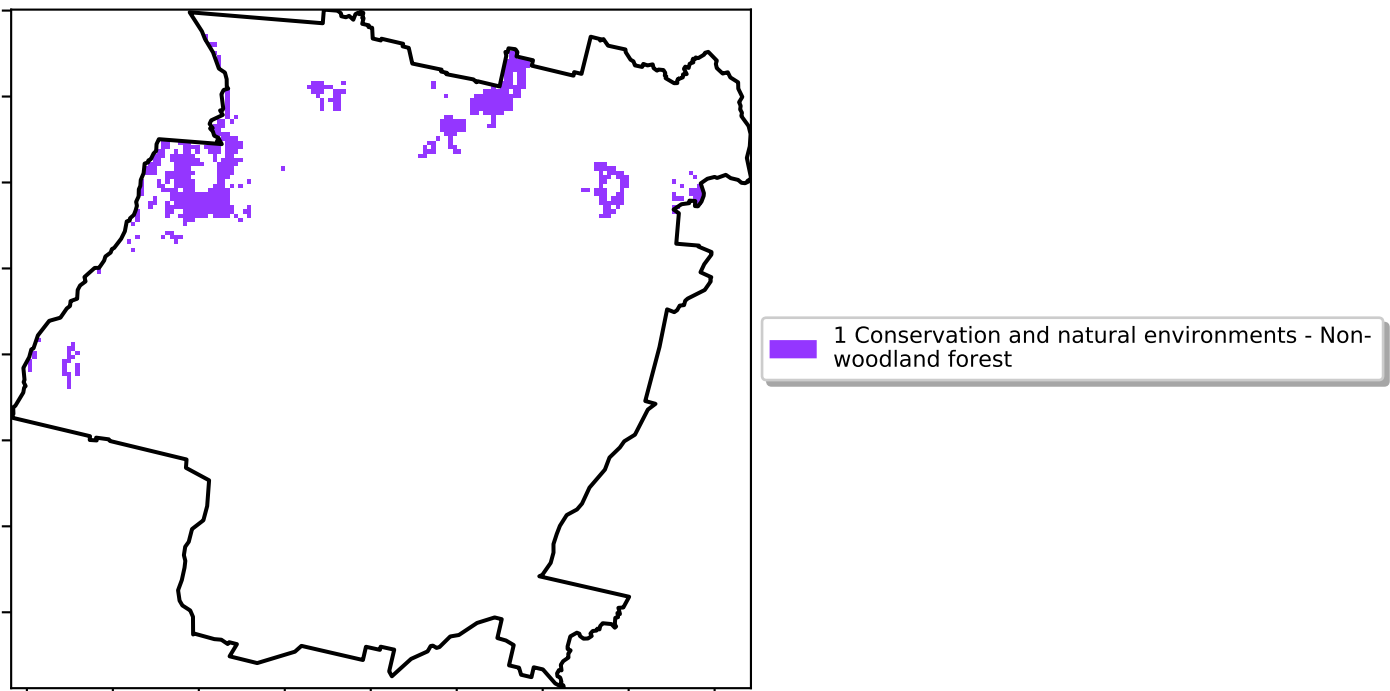 1 Conservation and natural environments - Non-
woodland forest